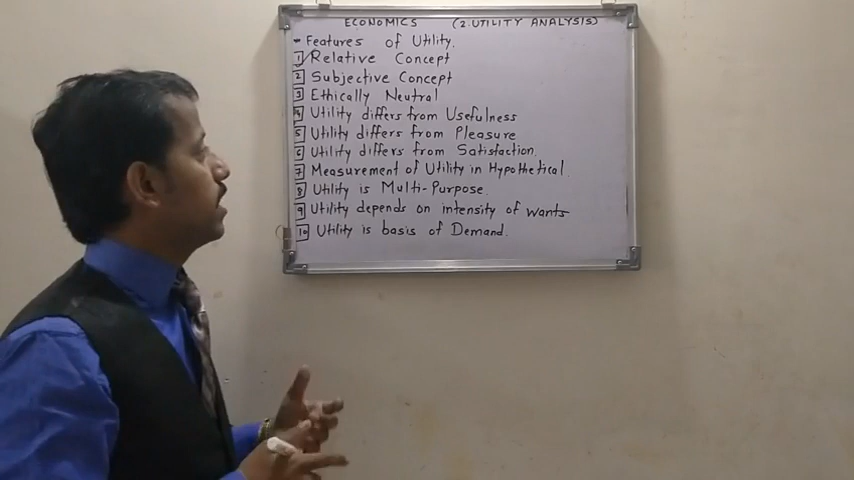 ECONOMICS (2. UTILITY ANALYSIS)
- Features of Utility.
1 Relative Concept
2 Subjective Concept
3 Ethically Neutral
4 Utility differs from Usefulness
5 Utility differs from Pleasure
6 Utility differs from Satisfaction.
7 Measurement of Utility in Hypothetical.
8 Utility is Multi-Purpose.
9 Utility depends on intensity of wants
10 Utility is basis of Demand.